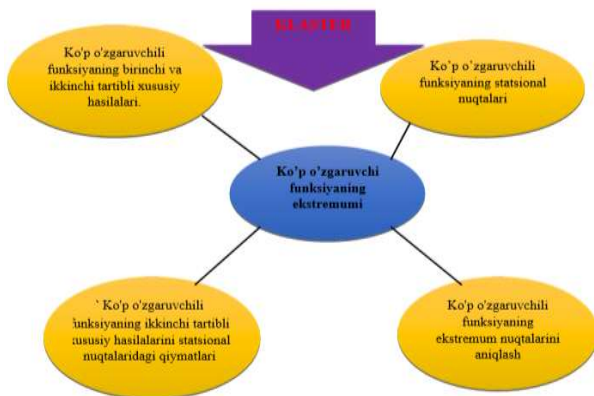 KLASTER
Ko'p o'zgaruvchili
funksiyaning birinchi va
ikkinchi tartibli xususiy
hasilalari.
Ko'p o'zgaruvchili
funksiyaning statsional
nuqtalari
Ko'p o'zgaruvchi
funksiyaning
ekstremumi
` Ko'p o'zgaruvchili
funksiyaning ikkinchi tartibli
xususiy hasilalarini statsional
nuqtalaridagi qiymatlari
Ko'p o'zgaruvchili
funksiyaning
ekstremum nuqtalarini
aniqlash